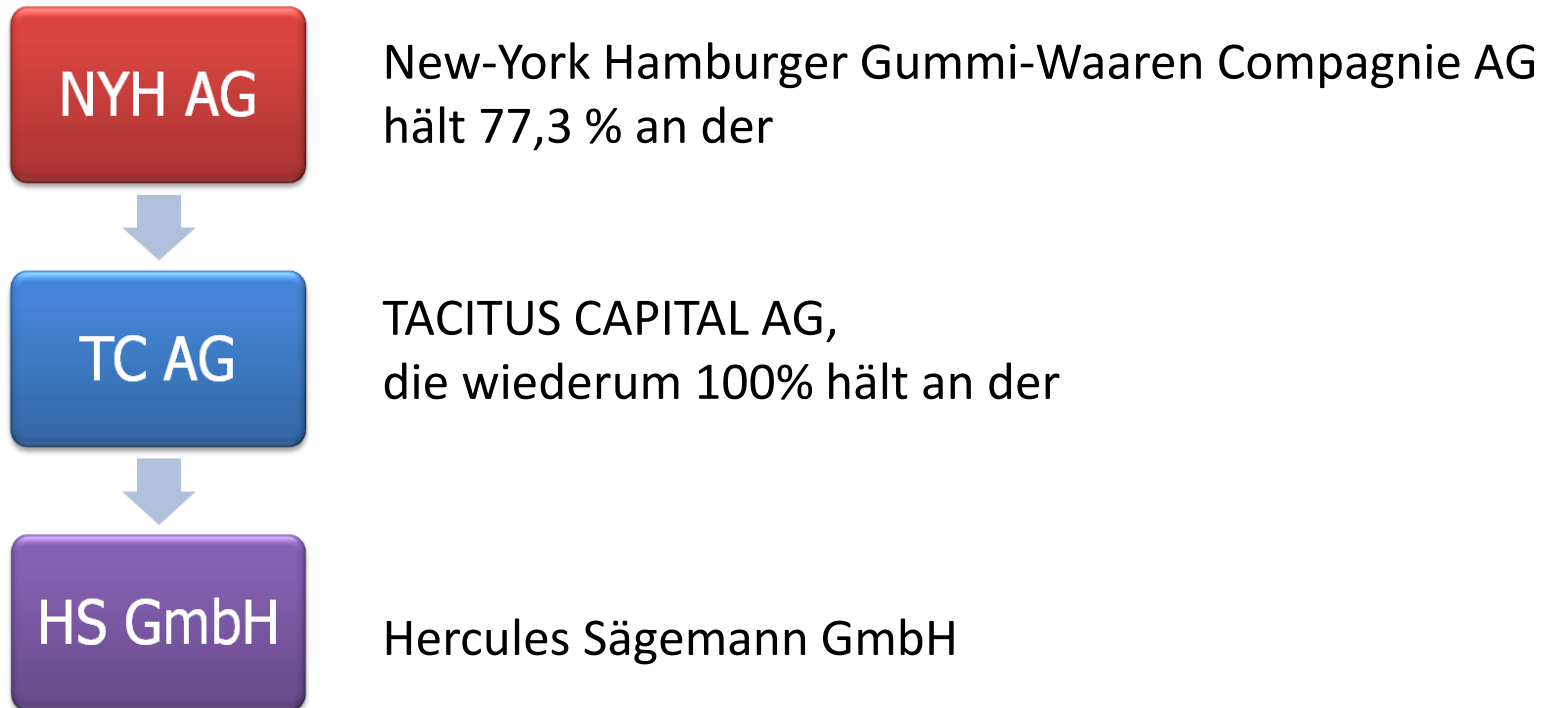 NYH AG
New-York Hamburger Gummi-Waaren Compagnie AG
hält 77,3 % an der
TC AG
TACITUS CAPITAL AG,
die wiederum 100% hält an der
HS GmbH
Hercules Sägemann GmbH